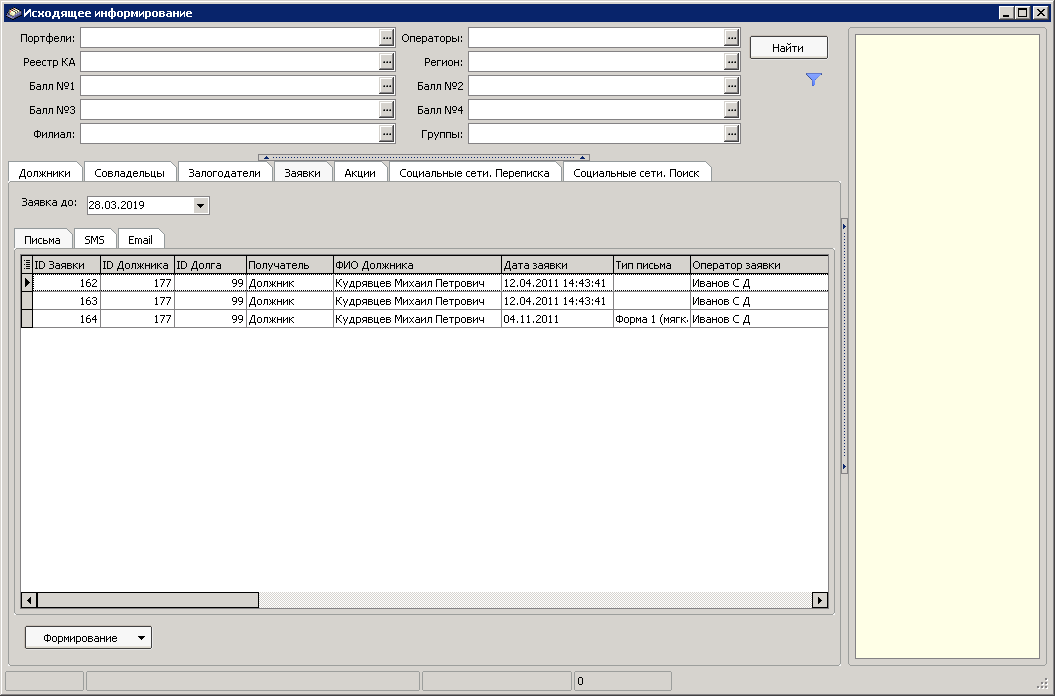 Исходящее информирование
Портфели: ... Операторы: ... Найти
Реестр КА ... Регион: ...
Балл №1 ... Балл №2 ...
Балл №3 ... Балл №4 ...
Филиал: ... Группы: ...
Должники Совладельцы Залогодатели Заявки Акции Социальные сети. Переписка Социальные сети. Поиск
Заявка до: 28.03.2019
Письма SMS Email
ID Заявки ID Должника ID Долга Получатель ФИО Должника Дата заявки Тип письма Оператор заявки
162 177 99 Должник Кудрявцев Михаил Петрович 12.04.2011 14:43:41 Иванов С Д
163 177 99 Должник Кудрявцев Михаил Петрович 12.04.2011 14:43:41 Иванов С Д
164 177 99 Должник Кудрявцев Михаил Петрович 04.11.2011 Форма 1 (мягк. Иванов С Д
Формирование
0